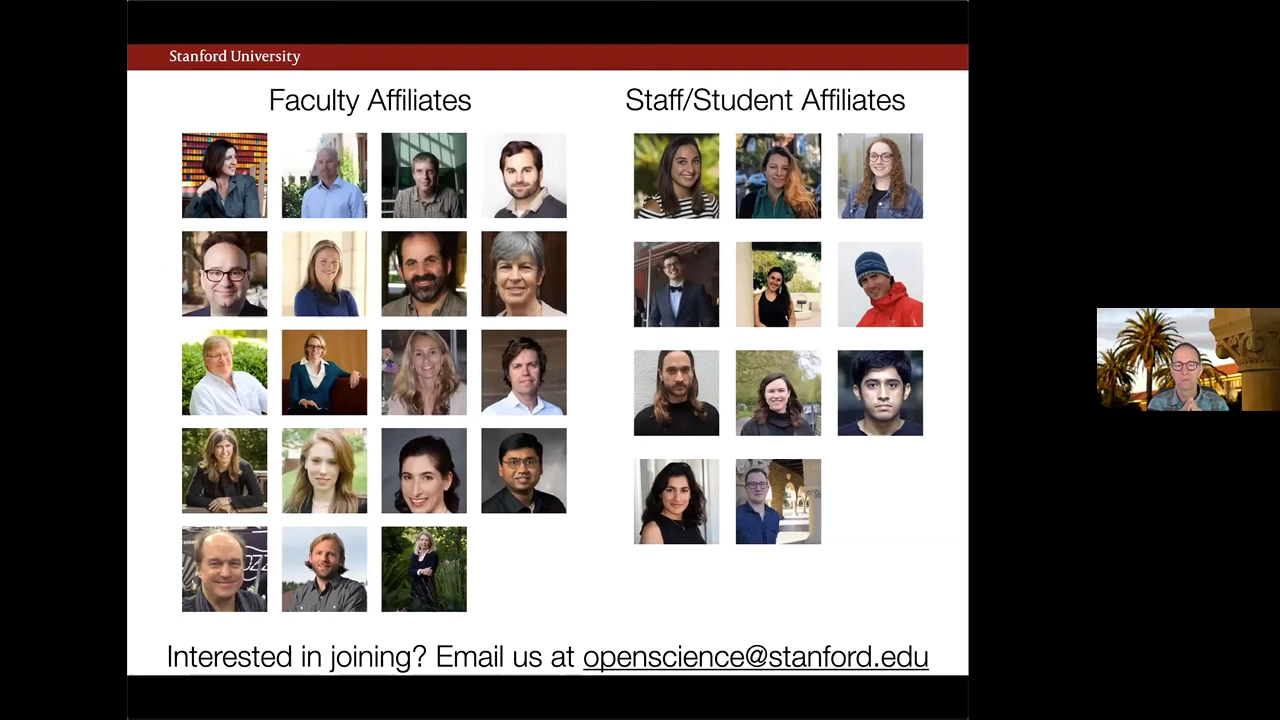 Stanford University
Faculty Affiliates
Staff/Student Affiliates
Interested in joining? Email us at openscience@stanford.edu